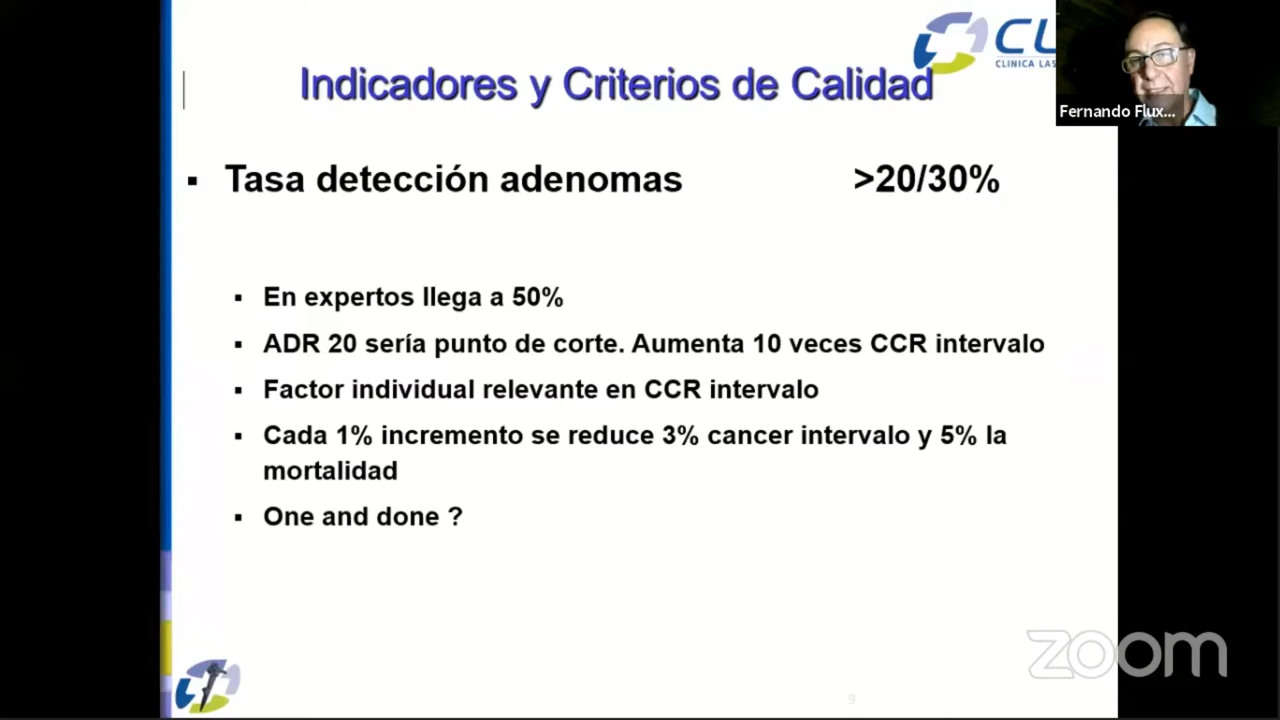 CL
CLINICA LAS
Indicadores y Criterios de Calidad
Fernando Flux...
▪ Tasa detección adenomas >20/30%
▪ En expertos llega a 50%
▪ ADR 20 sería punto de corte. Aumenta 10 veces CCR intervalo
▪ Factor individual relevante en CCR intervalo
▪ Cada 1% incremento se reduce 3% cancer intervalo y 5% la
mortalidad
▪ One and done ?
zoom
9